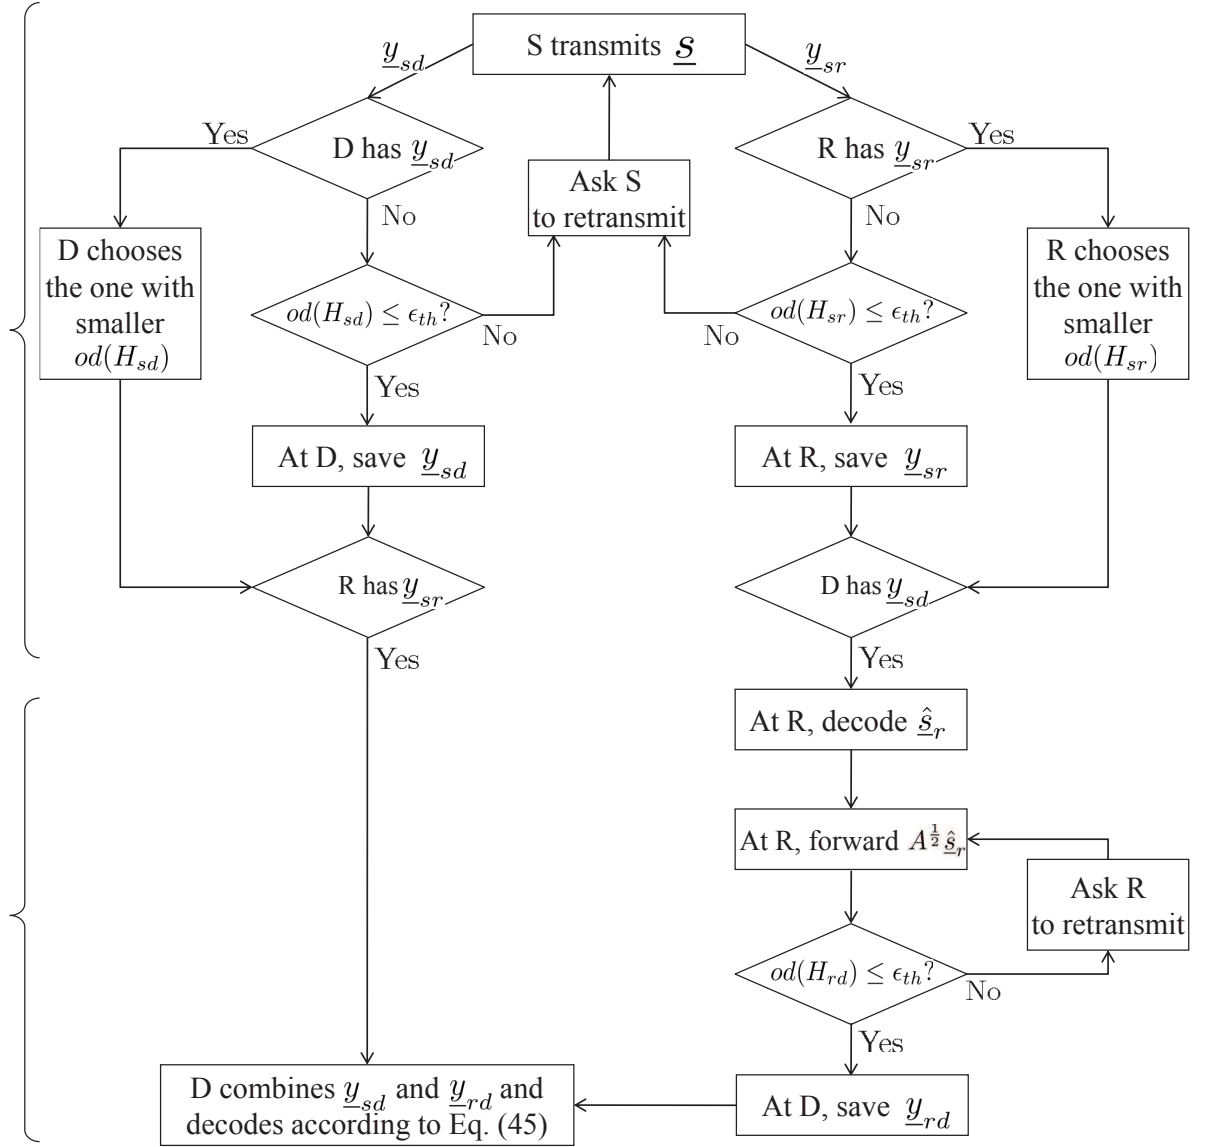 S transmits s
y_sd
y_sr
D has y_sd
Yes
No
R has y_sr
Yes
No
Ask S
to retransmit
D chooses
the one with
smaller
od(H_sd)
od(H_sd) ≤ ϵ_th?
No
Yes
od(H_sr) ≤ ϵ_th?
No
Yes
R chooses
the one with
smaller
od(H_sr)
At D, save y_sd
At R, save y_sr
R has y_sr
Yes
D has y_sd
Yes
At R, decode ŝ_r
At R, forward A^{1/2} ŝ_r
Ask R
to retransmit
od(H_rd) ≤ ϵ_th?
No
Yes
D combines y_sd and y_rd and
decodes according to Eq. (45)
At D, save y_rd